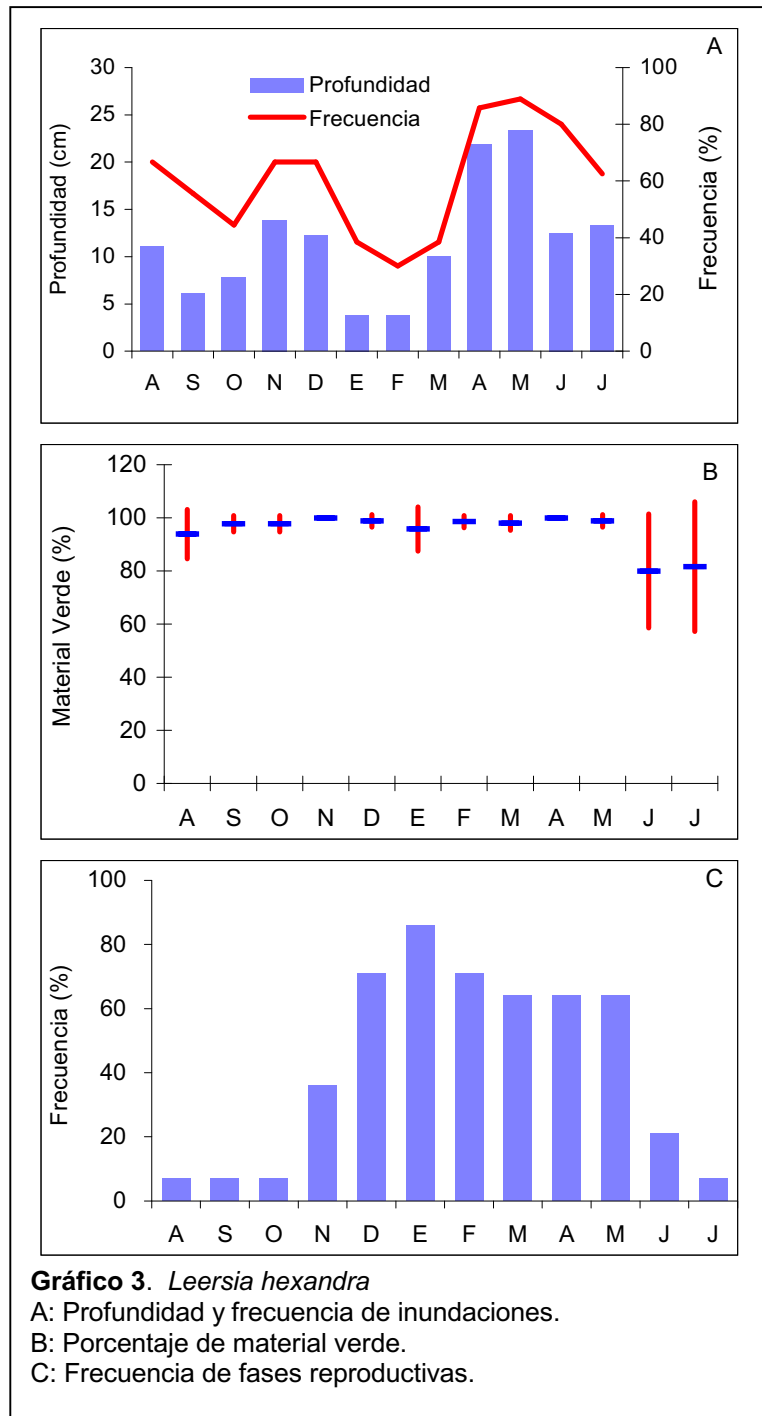 A
Profundidad
Frecuencia
Profundidad (cm)
30
25
20
15
10
5
0
Frecuencia (%)
100
80
60
40
20
0
A S O N D E F M A M J J
B
Material Verde (%)
120
100
80
60
40
20
0
A S O N D E F M A M J J
C
Frecuencia (%)
100
80
60
40
20
0
A S O N D E F M A M J J
Gráfico 3. Leersia hexandra
A: Profundidad y frecuencia de inundaciones.
B: Porcentaje de material verde.
C: Frecuencia de fases reproductivas.